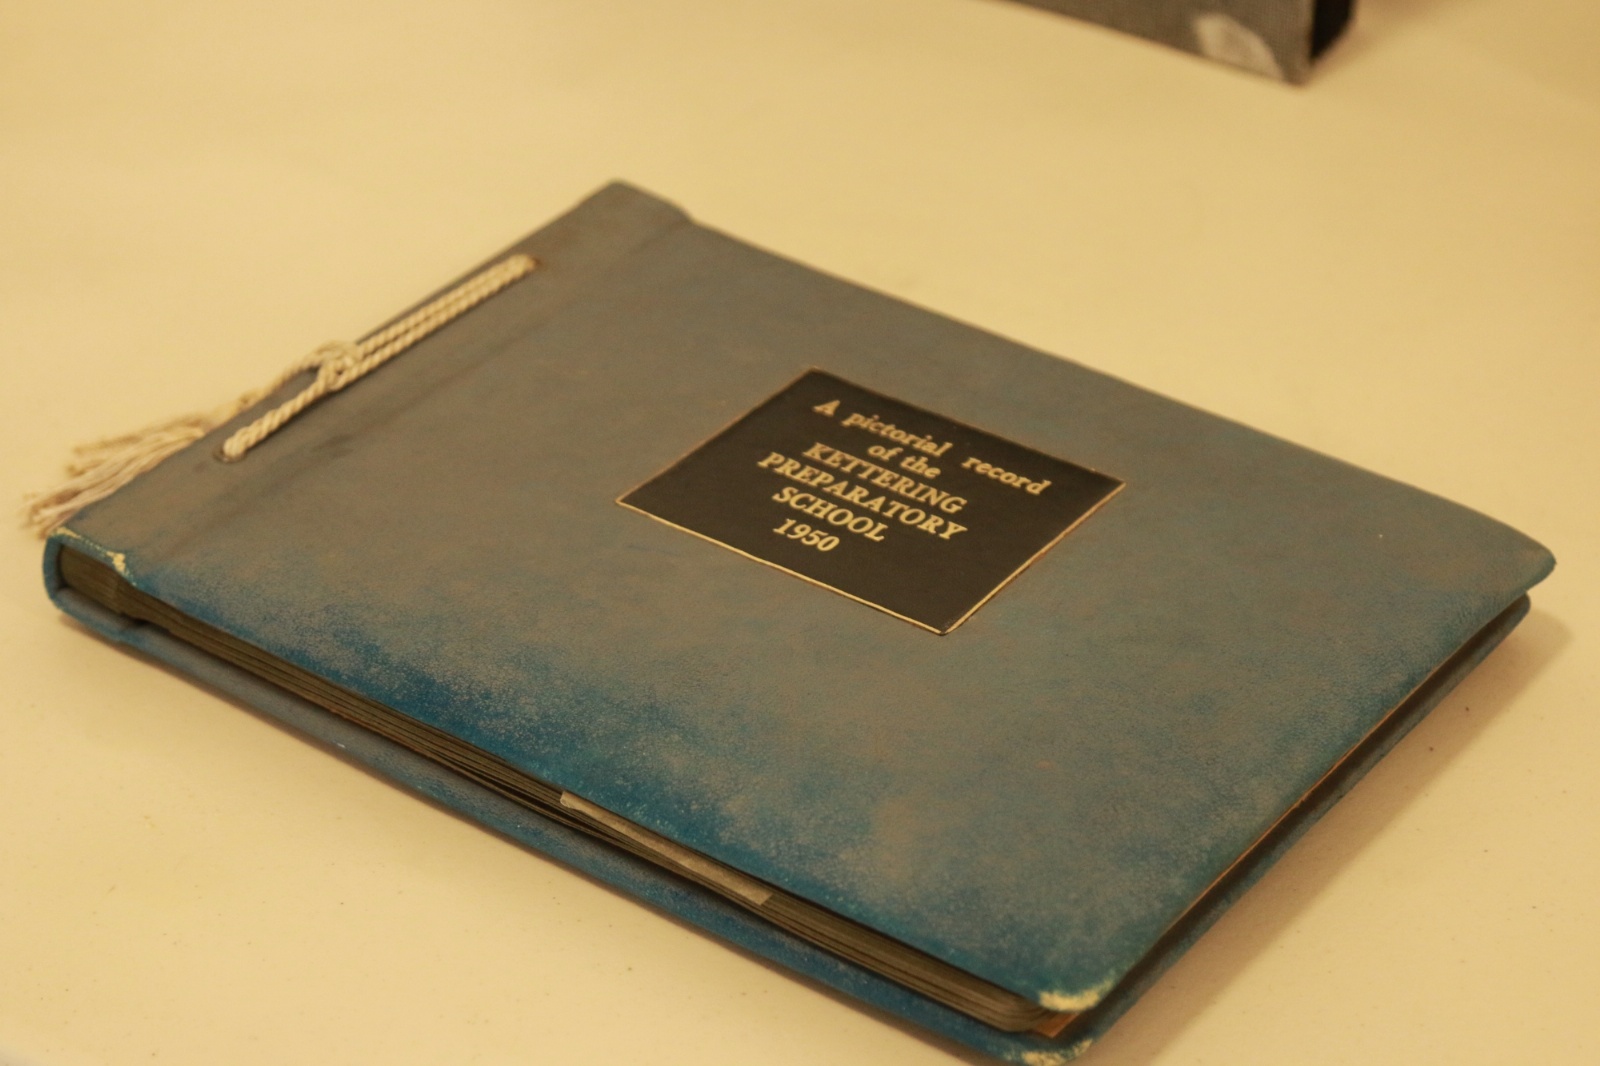 A pictorial record
of the
KETTERING
PREPARATORY
SCHOOL
1950